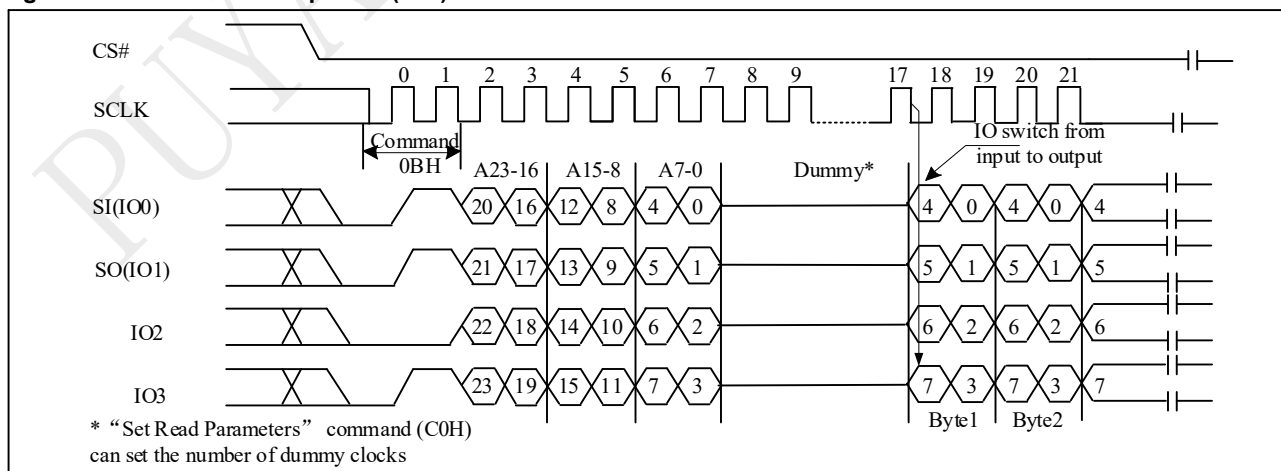 PUYA
CS#
0 1 2 3 4 5 6 7 8 9 17 18 19 20 21
SCLK
Command
0BH
IO switch from
input to output
A23-16 A15-8 A7-0 Dummy*
SI(IO0) 20 16 12 8 4 0 4 0 4 0 4
SO(IO1) 21 17 13 9 5 1 5 1 5 1 5
IO2 22 18 14 10 6 2 6 2 6 2 6
IO3 23 19 15 11 7 3 7 3 7 3 7
Byte1 Byte2
* “Set Read Parameters” command (C0H)
can set the number of dummy clocks